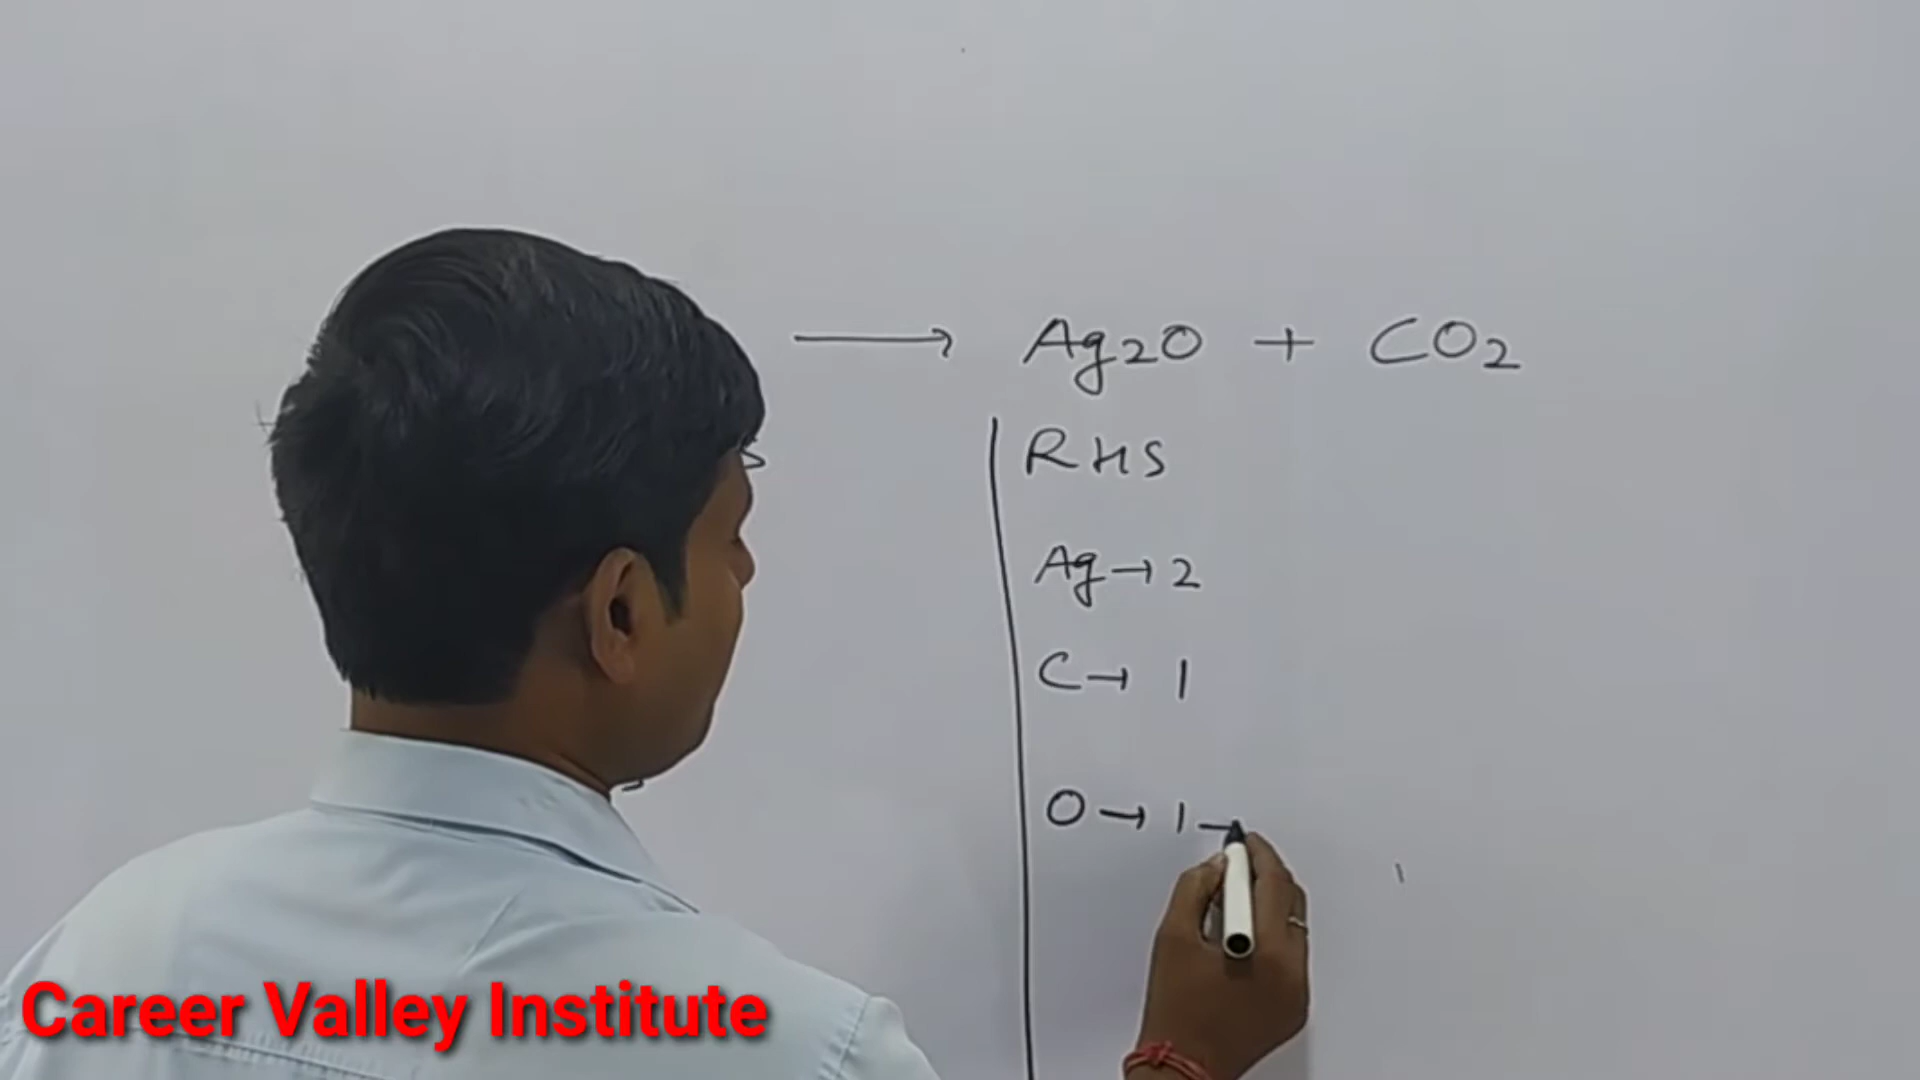 → Ag₂O + CO₂
RHS
Ag → 2
C → 1
O → 1
Career Valley Institute